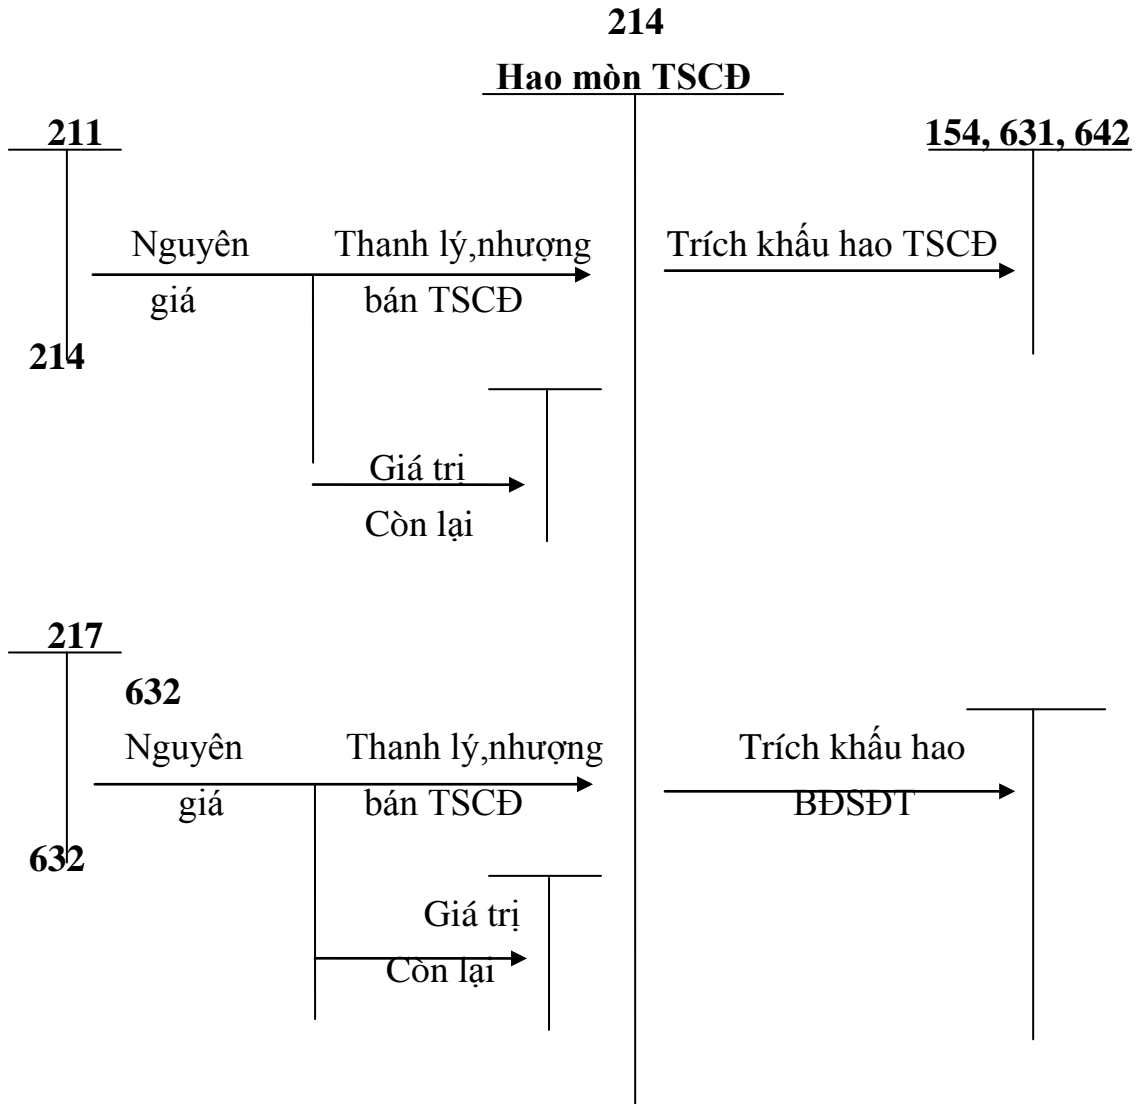 214
Hao mòn TSCĐ
211
154, 631, 642
Nguyên
Thanh lý,nhượng
Trích khấu hao TSCĐ
giá
bán TSCĐ
214
Giá trị
Còn lại
217
632
Nguyên
Thanh lý,nhượng
Trích khấu hao
giá
bán TSCĐ
BĐSĐT
632
Giá trị
Còn lại